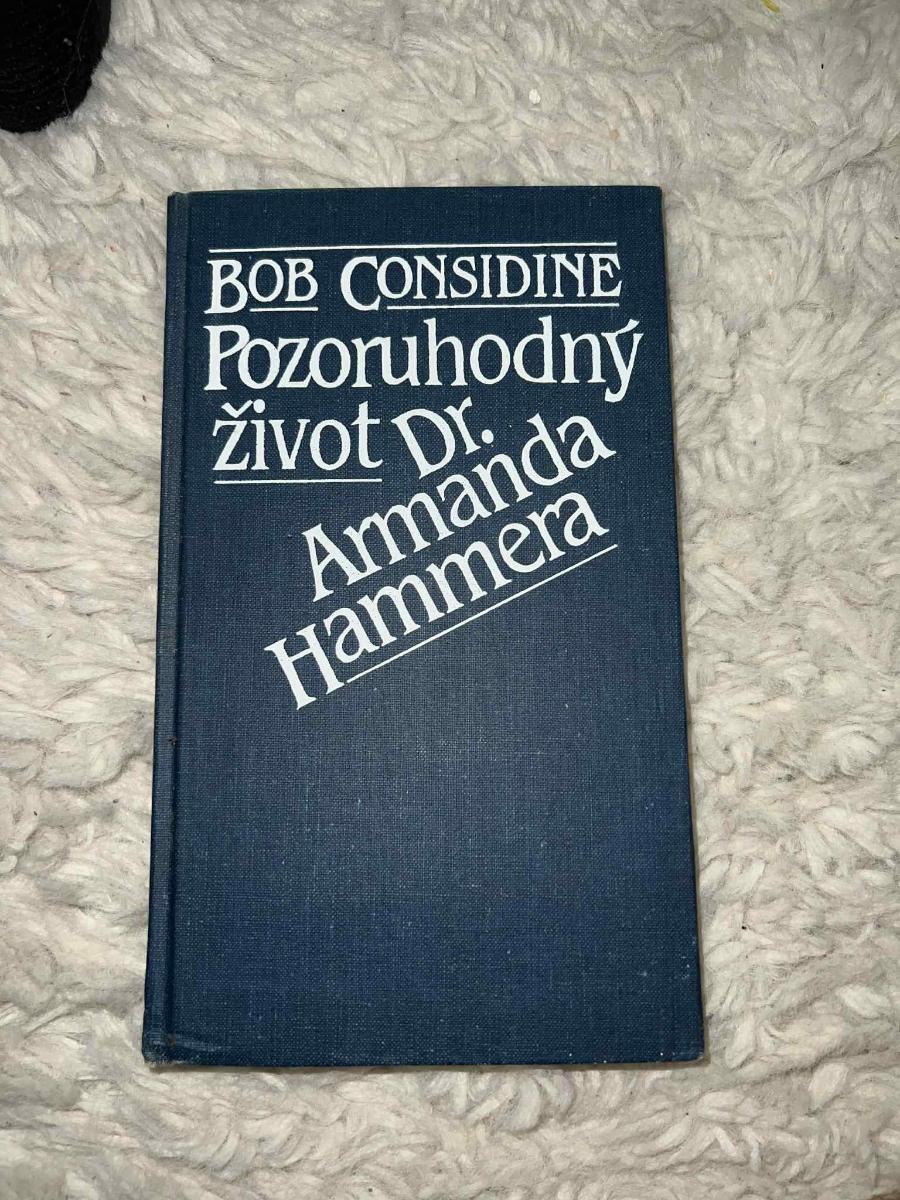 BOB CONSIDINE
Pozoruhodný
život Dr.
Armanda
Hammera